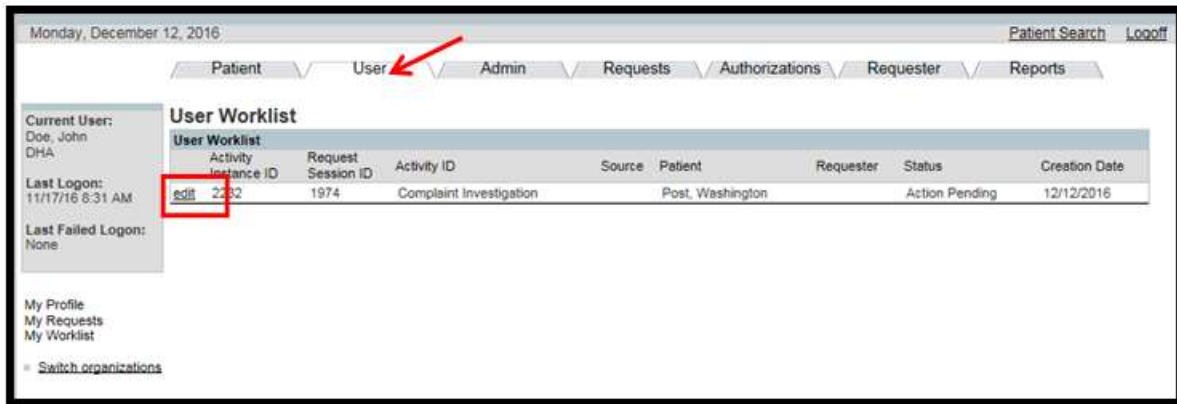 Monday, December 12, 2016 Patient Search Logoff
Patient User Admin Requests Authorizations Requester Reports
Current User:
Doe, John
DHA
Last Logon:
11/17/16 8:31 AM
Last Failed Logon:
None
My Profile
My Requests
My Worklist
Switch organizations
User Worklist
User Worklist
Activity Instance ID Request Session ID Activity ID Source Patient Requester Status Creation Date
edit 2232 1974 Complaint Investigation Post, Washington Action Pending 12/12/2016